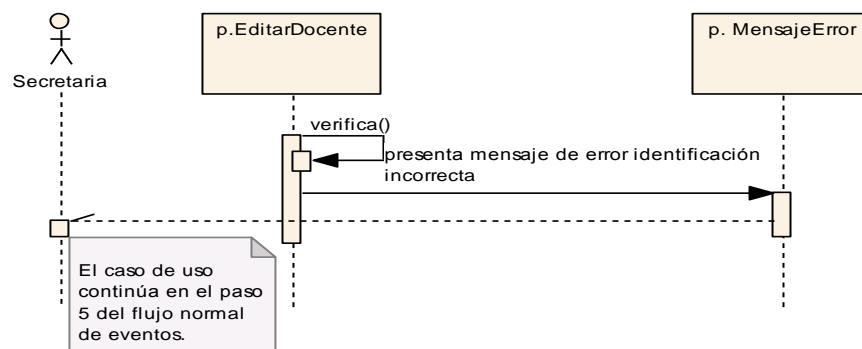 p.EditarDocente
p. MensajeError
Secretaria
verifica()
presenta mensaje de error identificación
incorrecta
El caso de uso
continúa en el paso
5 del flujo normal
de eventos.